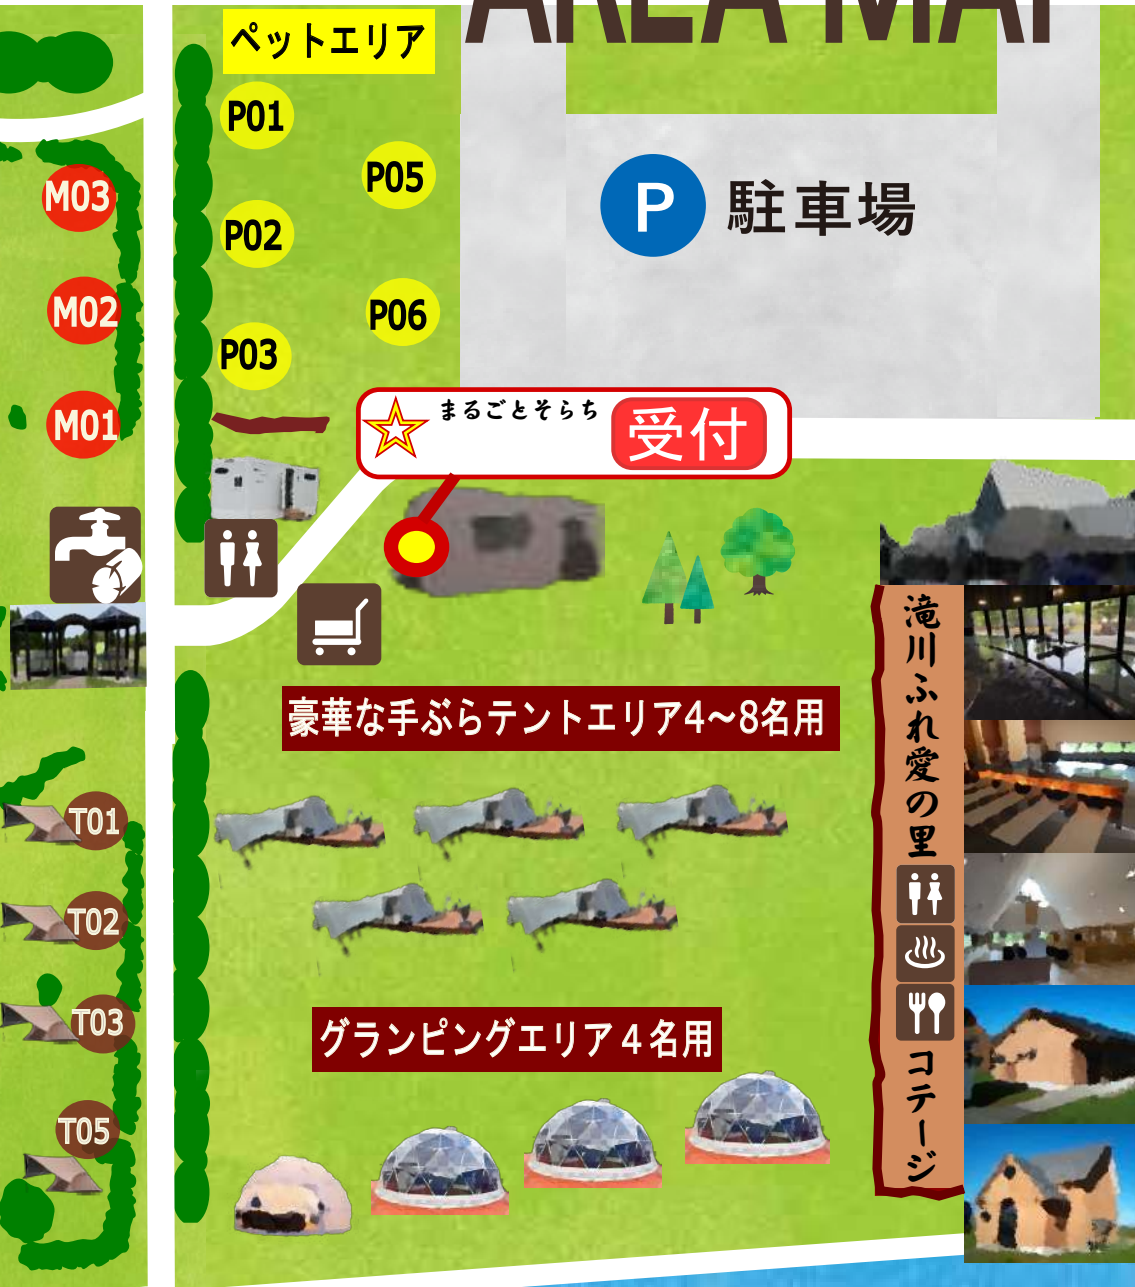 AREA MAP
ペットエリア
P01
P05
M03
P駐車場
P02
M02
P06
P03
まるごとそらち
受付
M01
滝川ふれ愛の里
豪華な手ぶらテントエリア4～8名用
T01
T02
T03
グランピングエリア４名用
コテージ
T05